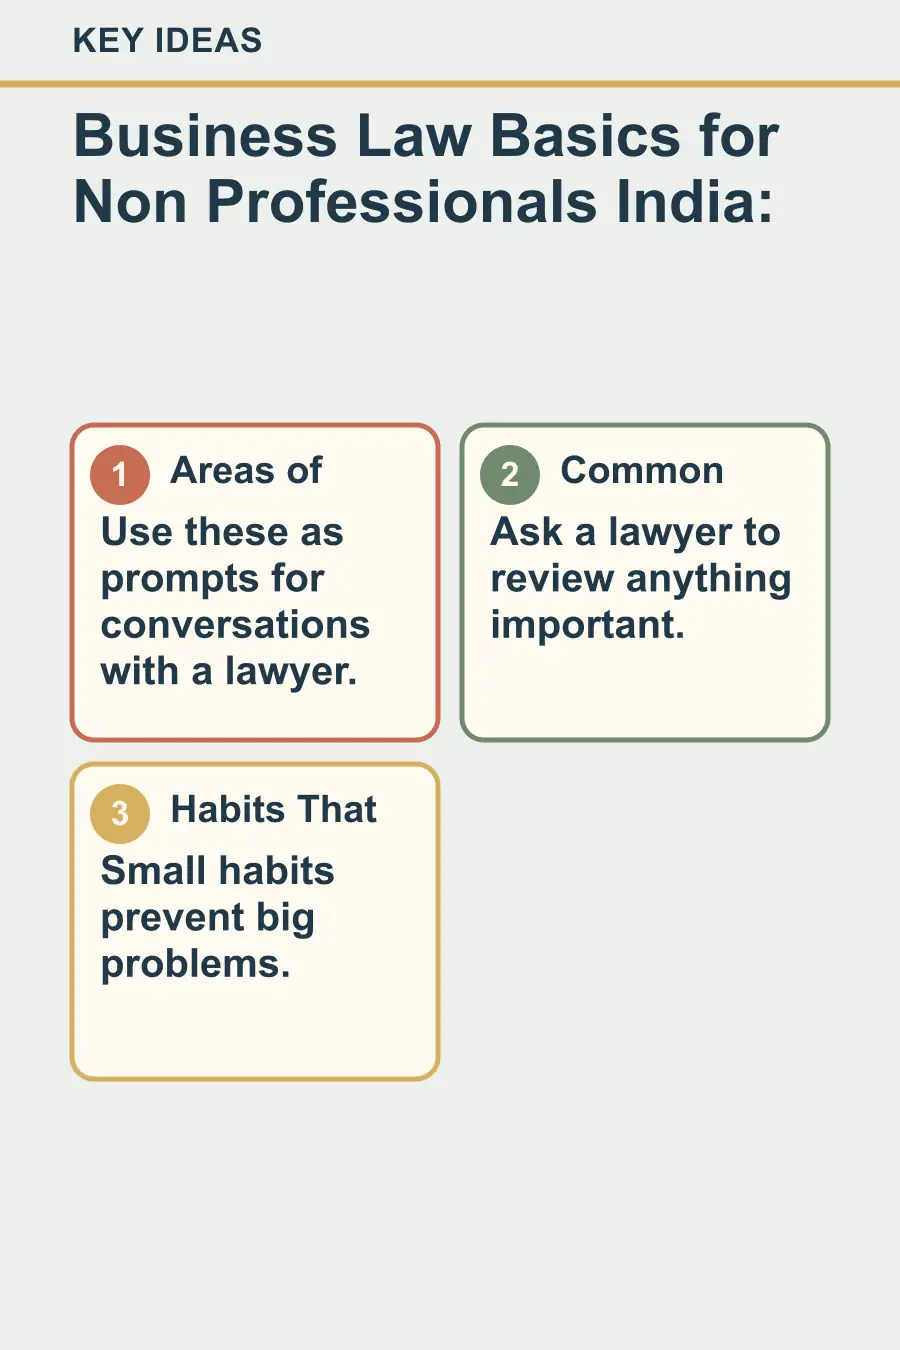 KEY IDEAS
Business Law Basics for
Non Professionals India:
1 Areas of
Use these as
prompts for
conversations
with a lawyer.
2 Common
Ask a lawyer to
review anything
important.
3 Habits That
Small habits
prevent big
problems.